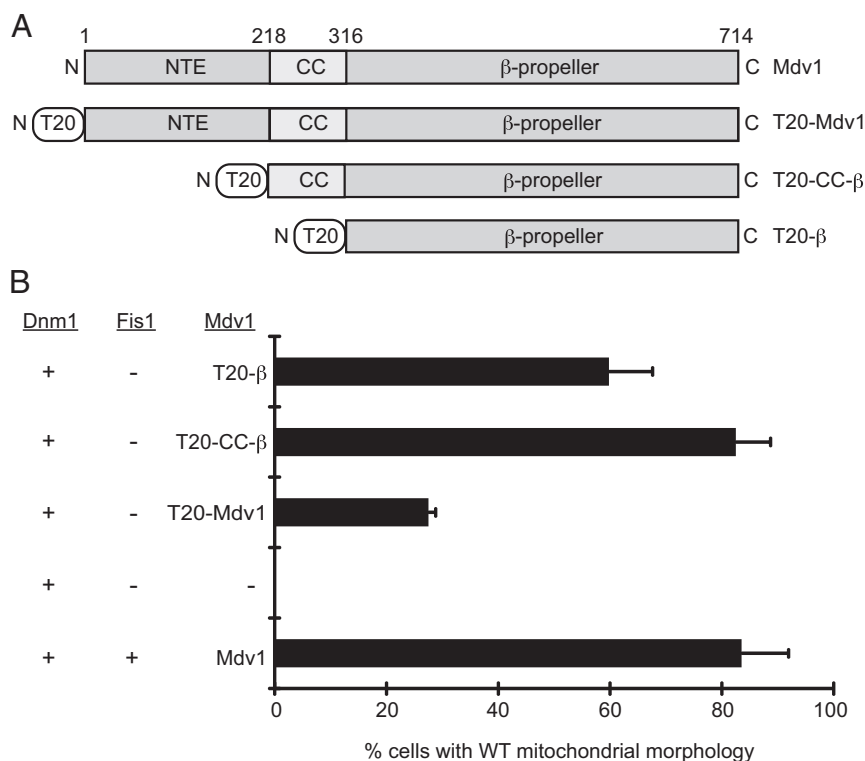 A
1 218 316 714
N NTE CC β-propeller C Mdv1
N T20 NTE CC β-propeller C T20-Mdv1
N T20 CC β-propeller C T20-CC-β
N T20 β-propeller C T20-β
B
Dnm1 Fis1 Mdv1
+ - T20-β
+ - T20-CC-β
+ - T20-Mdv1
+ - -
+ + Mdv1
0 20 40 60 80 100
% cells with WT mitochondrial morphology